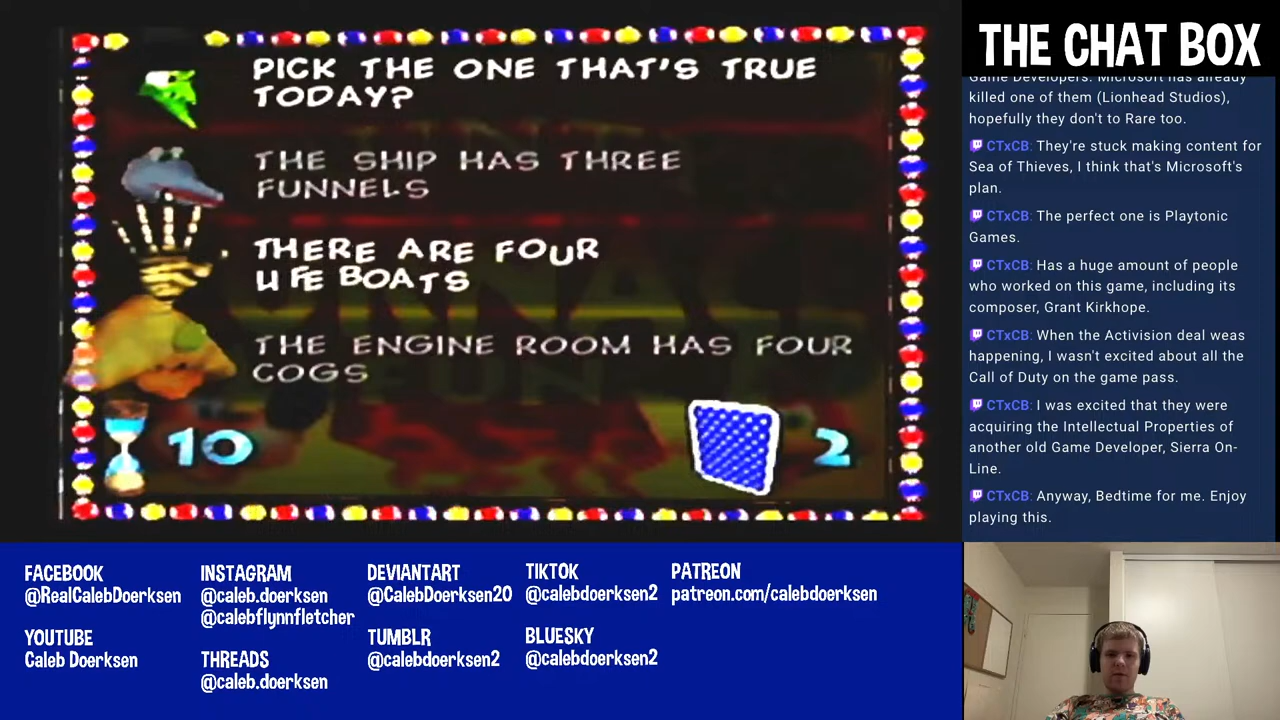 PICK THE ONE THAT'S TRUE
TODAY?
THE SHIP HAS THREE
FUNNELS
THERE ARE FOUR
LIFE BOATS
THE ENGINE ROOM HAS FOUR
COGS
10
2
THE CHAT BOX
Game Developers. Microsoft has already
killed one of them (Lionhead Studios),
hopefully they don't to Rare too.
CTxCB: They're stuck making content for
Sea of Thieves, I think that's Microsoft's
plan.
CTxCB: The perfect one is Playtonic
Games.
CTxCB: Has a huge amount of people
who worked on this game, including its
composer, Grant Kirkhope.
CTxCB: When the Activision deal weas
happening, I wasn't excited about all the
Call of Duty on the game pass.
CTxCB: I was excited that they were
acquiring the Intellectual Properties of
another old Game Developer, Sierra On-
Line.
CTxCB: Anyway, Bedtime for me. Enjoy
playing this.
FACEBOOK
@RealCalebDoerksen
YOUTUBE
Caleb Doerksen
INSTAGRAM
@caleb.doerksen
@calebflynnfletcher
THREADS
@caleb.doerksen
DEVIANTART
@CalebDoerksen20
TUMBLR
@calebdoerksen2
TIKTOK
@calebdoerksen2
BLUESKY
@calebdoerksen2
PATREON
patreon.com/calebdoerksen